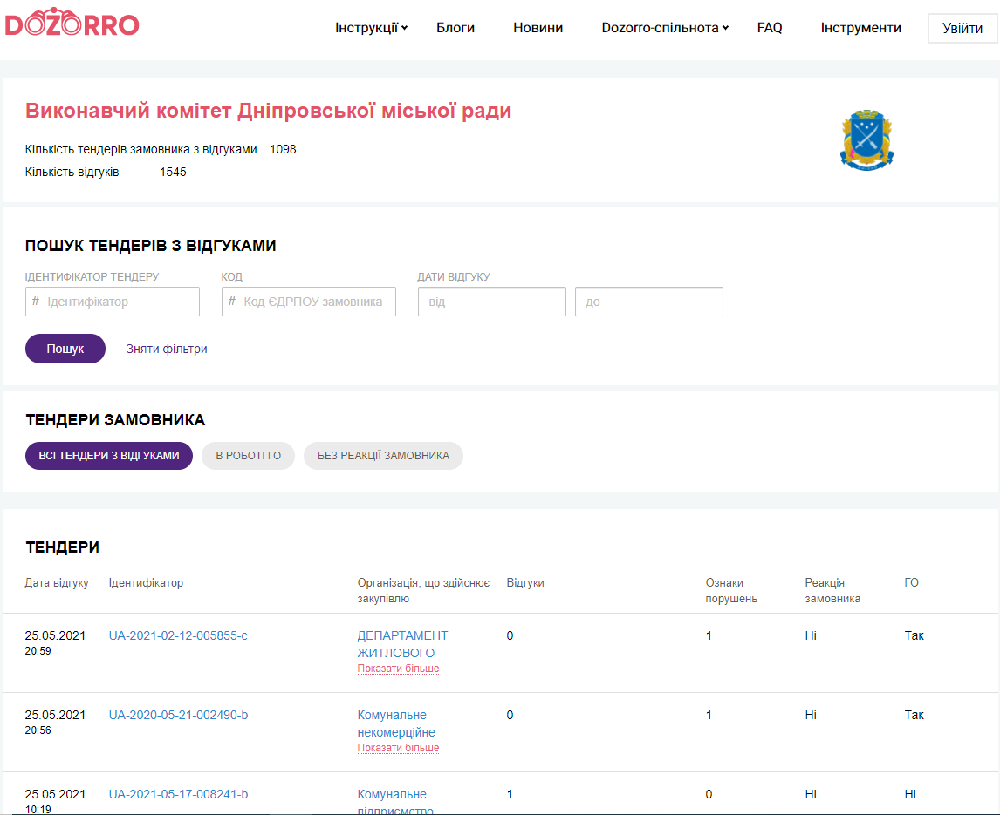 DOZORRO
Інструкції Блоги Новини Dozorro-спільнота FAQ Інструменти Увійти
Виконавчий комітет Дніпровської міської ради
Кількість тендерів замовника з відгуками 1098
Кількість відгуків 1545
ПОШУК ТЕНДЕРІВ З ВІДГУКАМИ
ІДЕНТИФІКАТОР ТЕНДЕРУ КОД ДАТИ ВІДГУКУ
# Ідентифікатор # Код ЄДРПОУ замовника від до
Пошук Зняти фільтри
ТЕНДЕРИ ЗАМОВНИКА
ВСІ ТЕНДЕРИ З ВІДГУКАМИ В РОБОТІ ГО БЕЗ РЕАКЦІЇ ЗАМОВНИКА
ТЕНДЕРИ
Дата відгуку Ідентифікатор Організація, що здійснює Відгуки Ознаки Реакція ГО
закупівлю порушень замовника
25.05.2021 UA-2021-02-12-005855-c ДЕПАРТАМЕНТ 0 1 Ні Так
20:59 ЖИТЛОВОГО
Показати більше
25.05.2021 UA-2020-05-21-002490-b Комунальне 0 1 Ні Так
20:56 некомерційне
Показати більше
25.05.2021 UA-2021-05-17-008241-b Комунальне 1 0 Ні Ні
10:19 підприємство